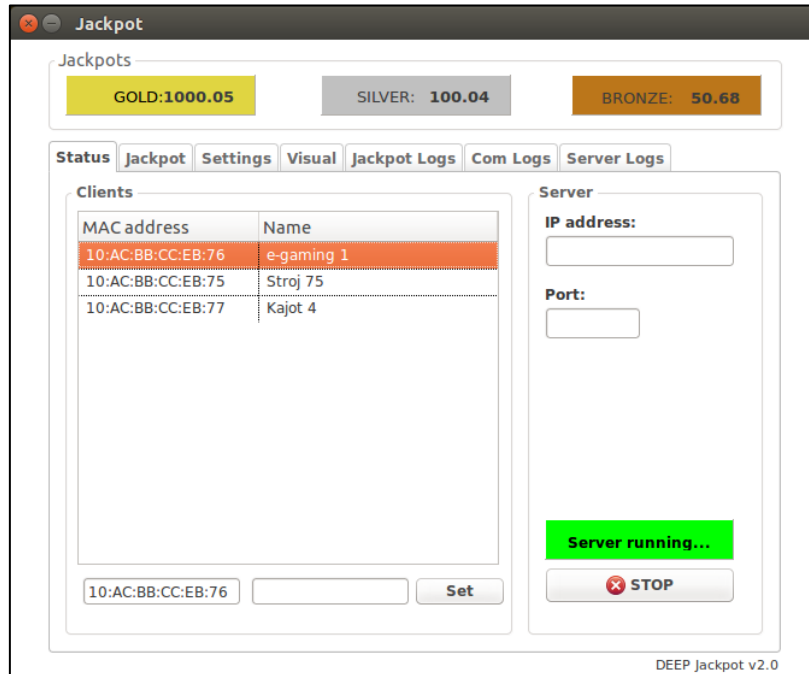 Jackpot
Jackpots
GOLD:1000.05 SILVER: 100.04 BRONZE: 50.68
Status Jackpot Settings Visual Jackpot Logs Com Logs Server Logs
Clients
MAC address Name
10:AC:BB:CC:EB:76 e-gaming 1
10:AC:BB:CC:EB:75 Stroj 75
10:AC:BB:CC:EB:77 Kajot 4
10:AC:BB:CC:EB:76 Set
Server
IP address:
Port:
Server running...
STOP
DEEP Jackpot v2.0